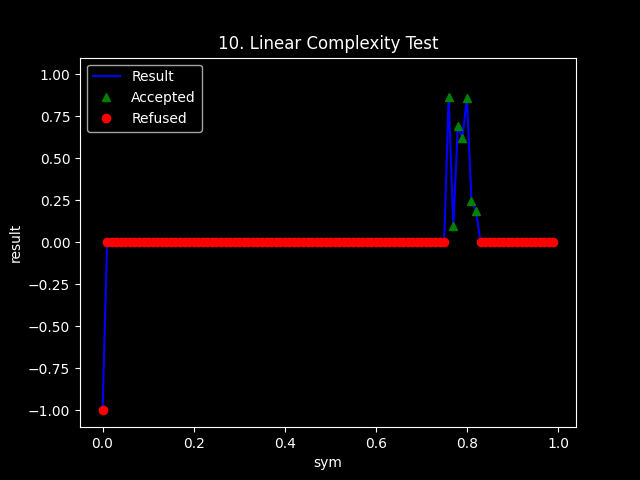 10. Linear Complexity Test
Result
Accepted
Refused
1.00
0.75
0.50
0.25
0.00
−0.25
−0.50
−0.75
−1.00
result
0.0 0.2 0.4 0.6 0.8 1.0
sym